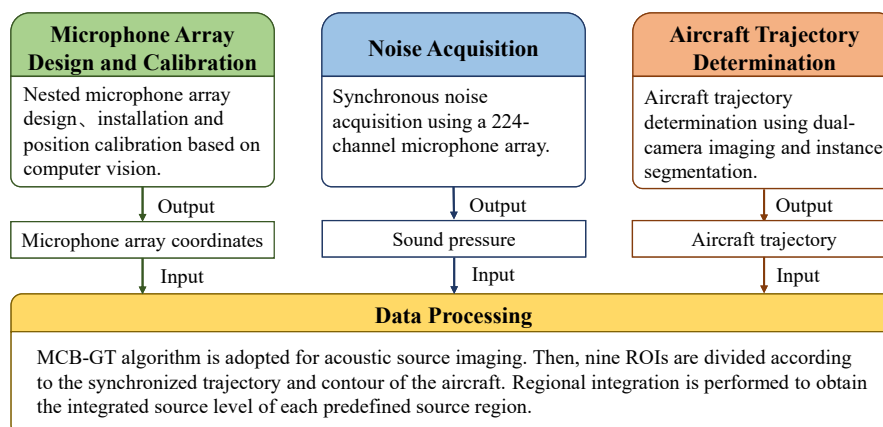 Microphone Array
Design and Calibration
Nested microphone array
design、installation and
position calibration based on
computer vision.
Output
Microphone array coordinates
Input
Noise Acquisition
Synchronous noise
acquisition using a 224-
channel microphone array.
Output
Sound pressure
Input
Aircraft Trajectory
Determination
Aircraft trajectory
determination using dual-
camera imaging and instance
segmentation.
Output
Aircraft trajectory
Input
Data Processing
MCB-GT algorithm is adopted for acoustic source imaging. Then, nine ROIs are divided according
to the synchronized trajectory and contour of the aircraft. Regional integration is performed to obtain
the integrated source level of each predefined source region.